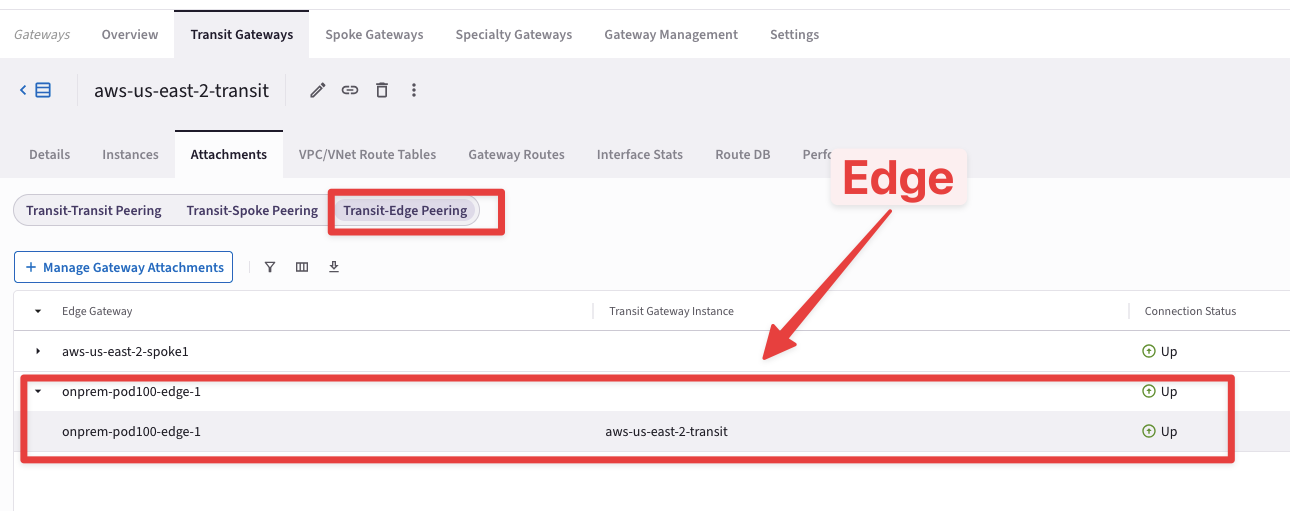 Gateways Overview Transit Gateways Spoke Gateways Specialty Gateways Gateway Management Settings
aws-us-east-2-transit
Details Instances Attachments VPC/VNet Route Tables Gateway Routes Interface Stats Route DB
Edge
Transit-Transit Peering Transit-Spoke Peering Transit-Edge Peering
+ Manage Gateway Attachments
Edge Gateway Transit Gateway Instance Connection Status
aws-us-east-2-spoke1 Up
onprem-pod100-edge-1 Up
onprem-pod100-edge-1 aws-us-east-2-transit Up